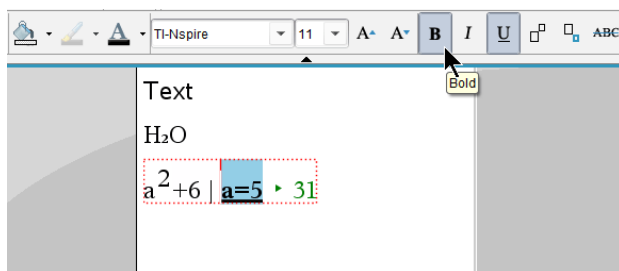 A TI-Nspire 11 A A B I U ABC
Bold
Text
H₂O
a²+6 | a=5 ▸ 31